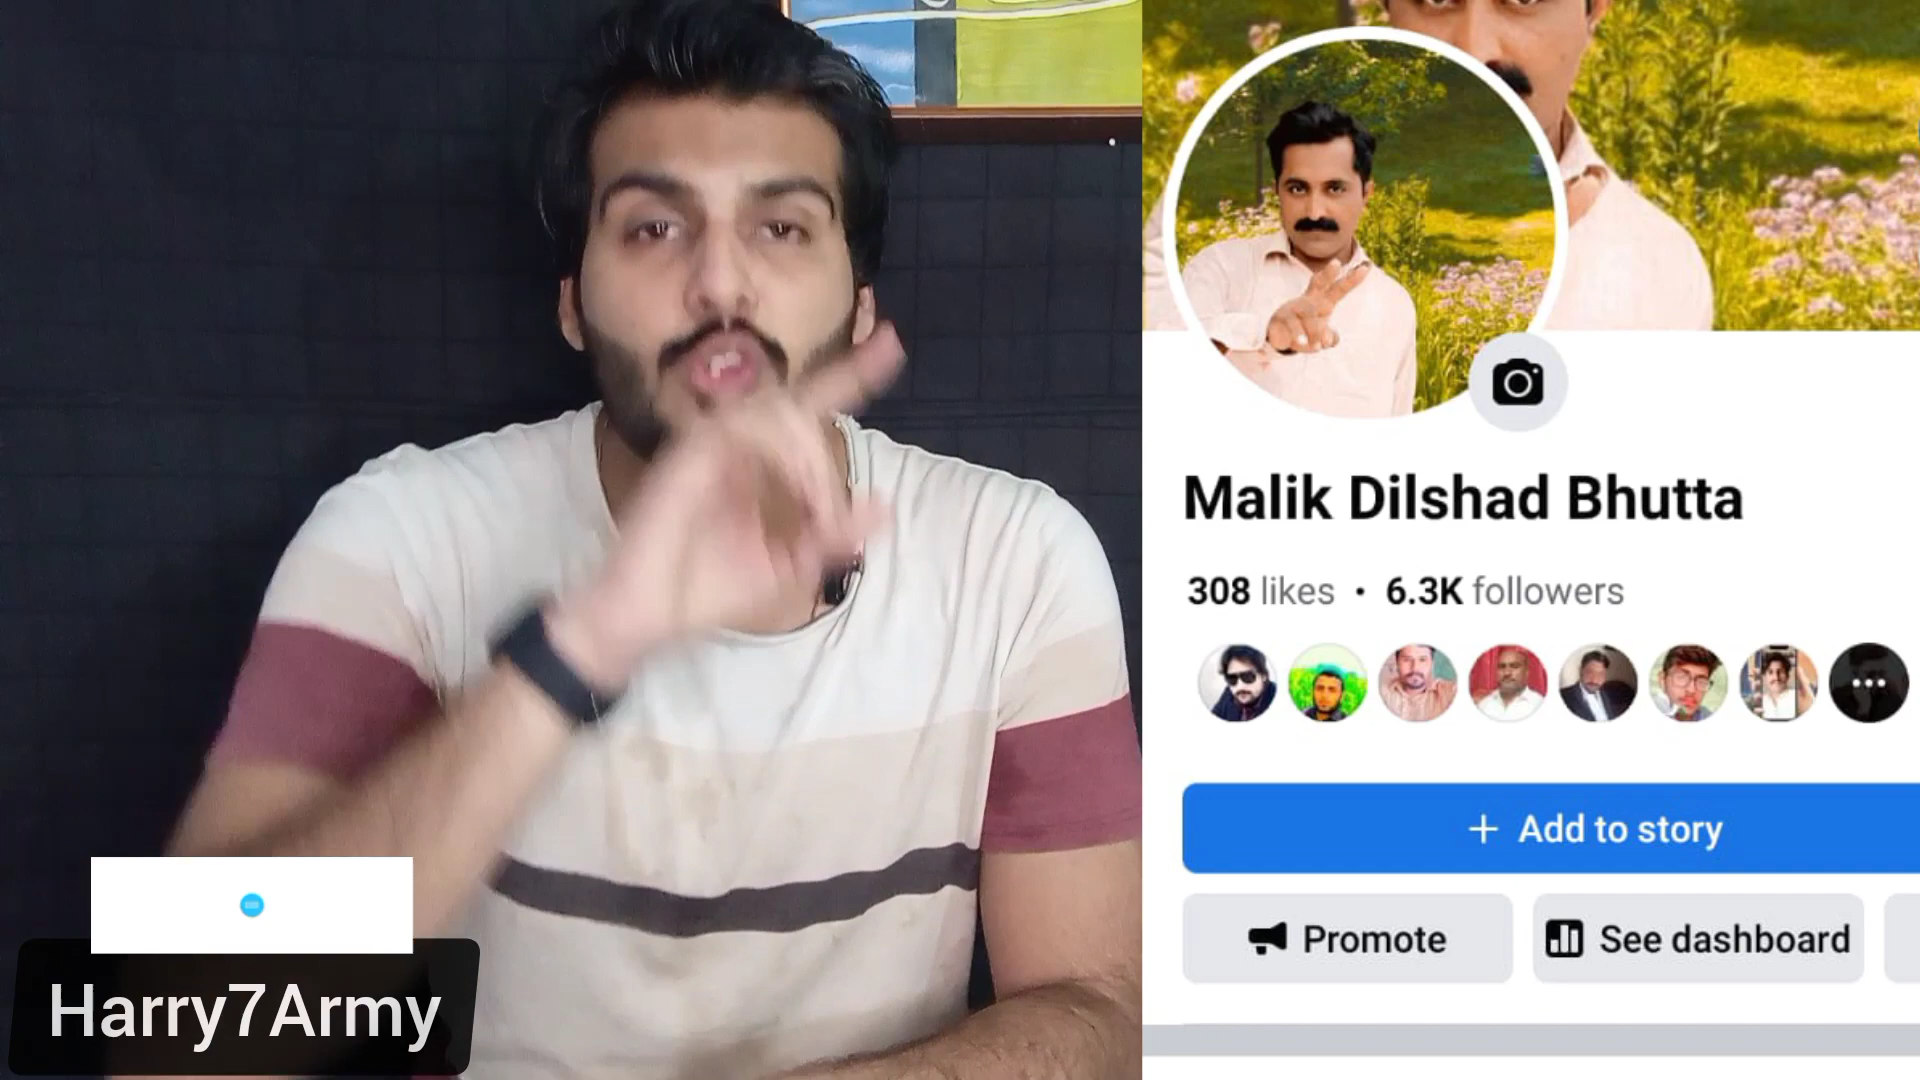 Harry7Army
Malik Dilshad Bhutta
308 likes • 6.3K followers
+ Add to story
Promote
See dashboard